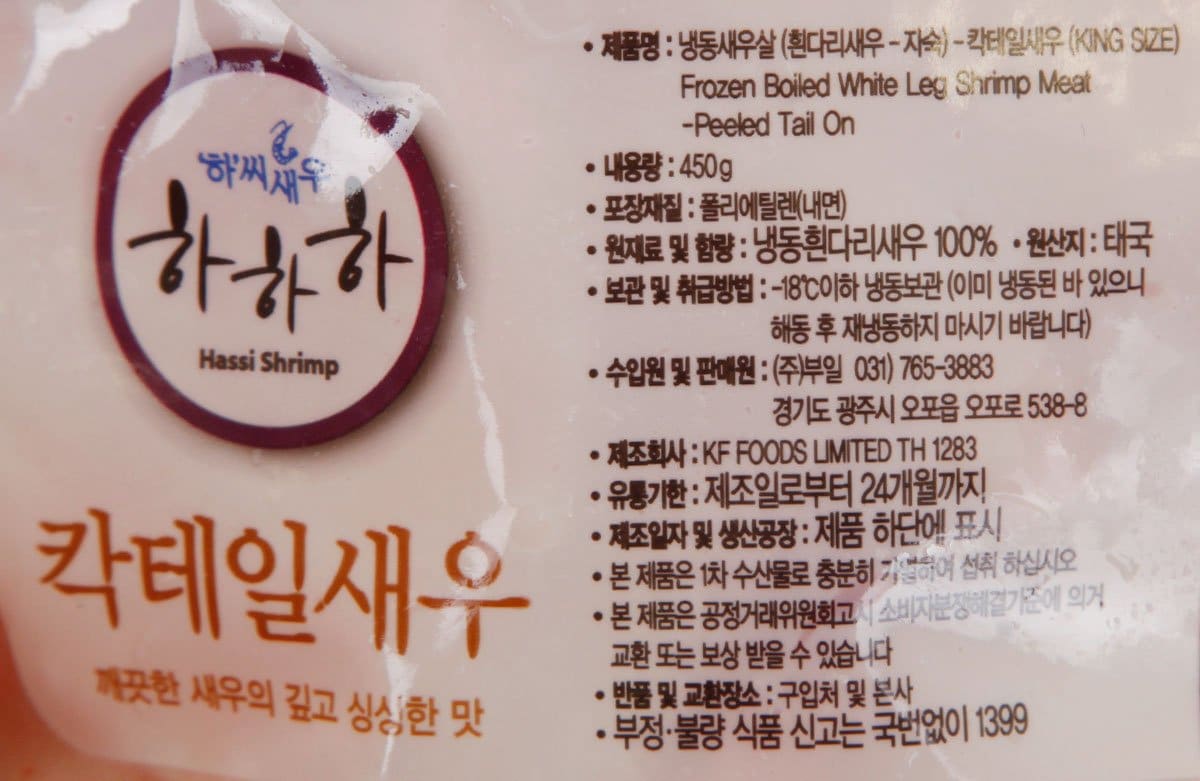 '하'씨새우
하하하
Hassi Shrimp
칵테일새우
깨끗한 새우의 깊고 싱싱한 맛
• 제품명 : 냉동새우살 (흰다리새우 - 자숙) - 칵테일새우 (KING SIZE)
Frozen Boiled White Leg Shrimp Meat
-Peeled Tail On
• 내용량 : 450g
• 포장재질 : 폴리에틸렌(내면)
• 원재료 및 함량 : 냉동흰다리새우 100% • 원산지 : 태국
• 보관 및 취급방법 : -18℃이하 냉동보관 (이미 냉동된 바 있으니
해동 후 재냉동하지 마시기 바랍니다)
• 수입원 및 판매원 : (주)부일 031) 765-3883
경기도 광주시 오포읍 오포로 538-8
• 제조회사 : KF FOODS LIMITED TH 1283
• 유통기한 : 제조일로부터 24개월까지
• 제조일자 및 생산공장 : 제품 하단에 표시
• 본 제품은 1차 수산물로 충분히 가열하여 섭취 하십시오
• 본 제품은 공정거래위원회고시 소비자분쟁해결기준에 의거
교환 또는 보상 받을 수 있습니다
• 반품 및 교환장소 : 구입처 및 본사
• 부정·불량 식품 신고는 국번없이 1399